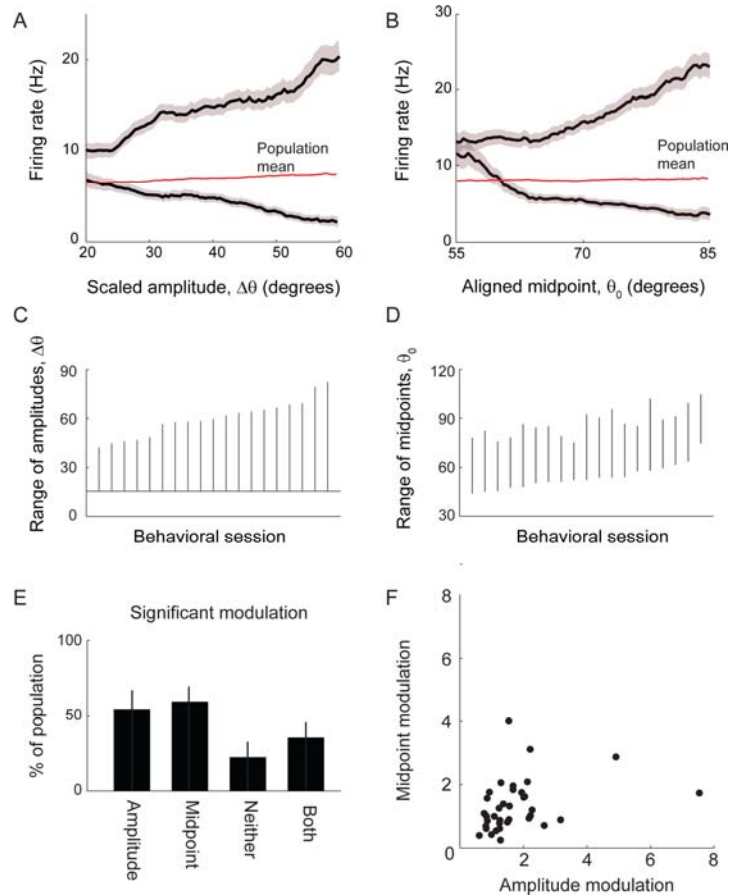 A
Firing rate (Hz)
20
10
0
Population
mean
20 30 40 50 60
Scaled amplitude, Δθ (degrees)
B
Firing rate (Hz)
30
20
10
0
Population
mean
55 70 85
Aligned midpoint, θ0 (degrees)
C
Range of amplitudes, Δθ
90
60
30
0
Behavioral session
D
Range of midpoints, θ0
120
90
60
30
Behavioral session
E
Significant modulation
% of population
100
50
0
Amplitude
Midpoint
Neither
Both
F
Midpoint modulation
8
6
4
2
0
0 2 4 6 8
Amplitude modulation